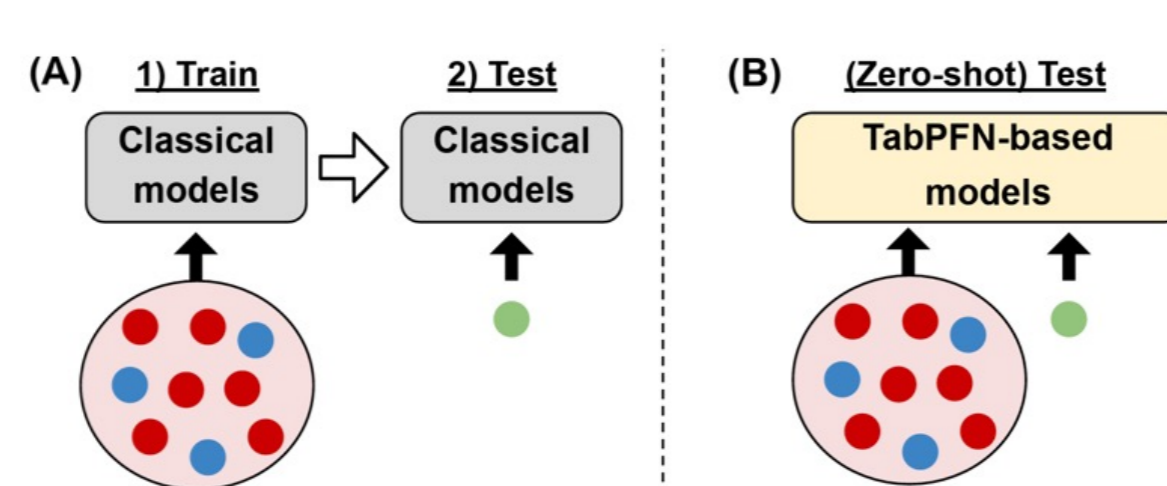 (A) 1) Train 2) Test
Classical models
Classical models
(B) (Zero-shot) Test
TabPFN-based models